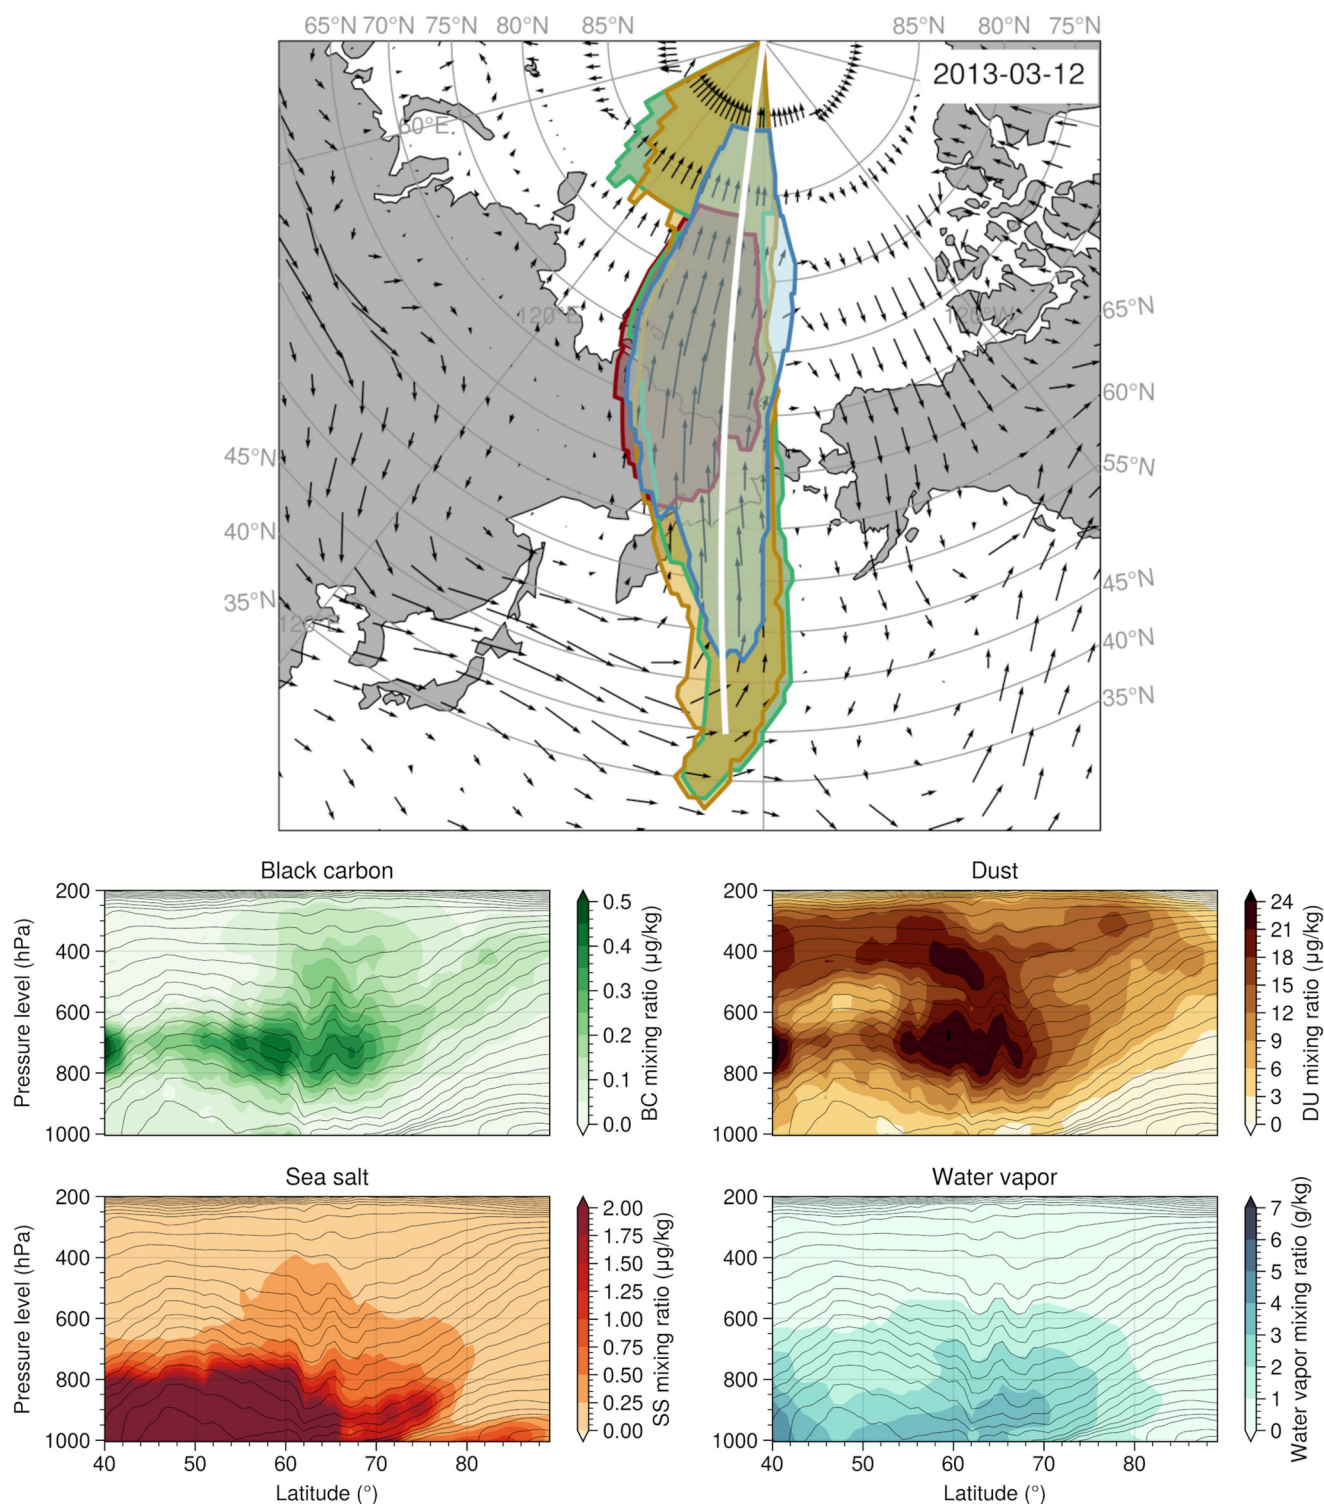 65°N 70°N 75°N 80°N 85°N 85°N 80°N 75°N
2013-03-12
60°E
120°E 120°W
65°N
60°N
45°N 55°N
40°N
45°N
35°N
120°E
40°N
35°N
Black carbon
Pressure level (hPa)
200
400
600
800
1000
0.5
0.4
0.3
0.2
0.1
0.0
BC mixing ratio (μg/kg)
Dust
200
400
600
800
1000
24
21
18
15
12
9
6
3
0
DU mixing ratio (μg/kg)
Sea salt
Pressure level (hPa)
200
400
600
800
1000
40 50 60 70 80
Latitude (°)
2.00
1.75
1.50
1.25
1.00
0.75
0.50
0.25
0.00
SS mixing ratio (μg/kg)
Water vapor
200
400
600
800
1000
40 50 60 70 80
Latitude (°)
7
6
5
4
3
2
1
0
Water vapor mixing ratio (g/kg)